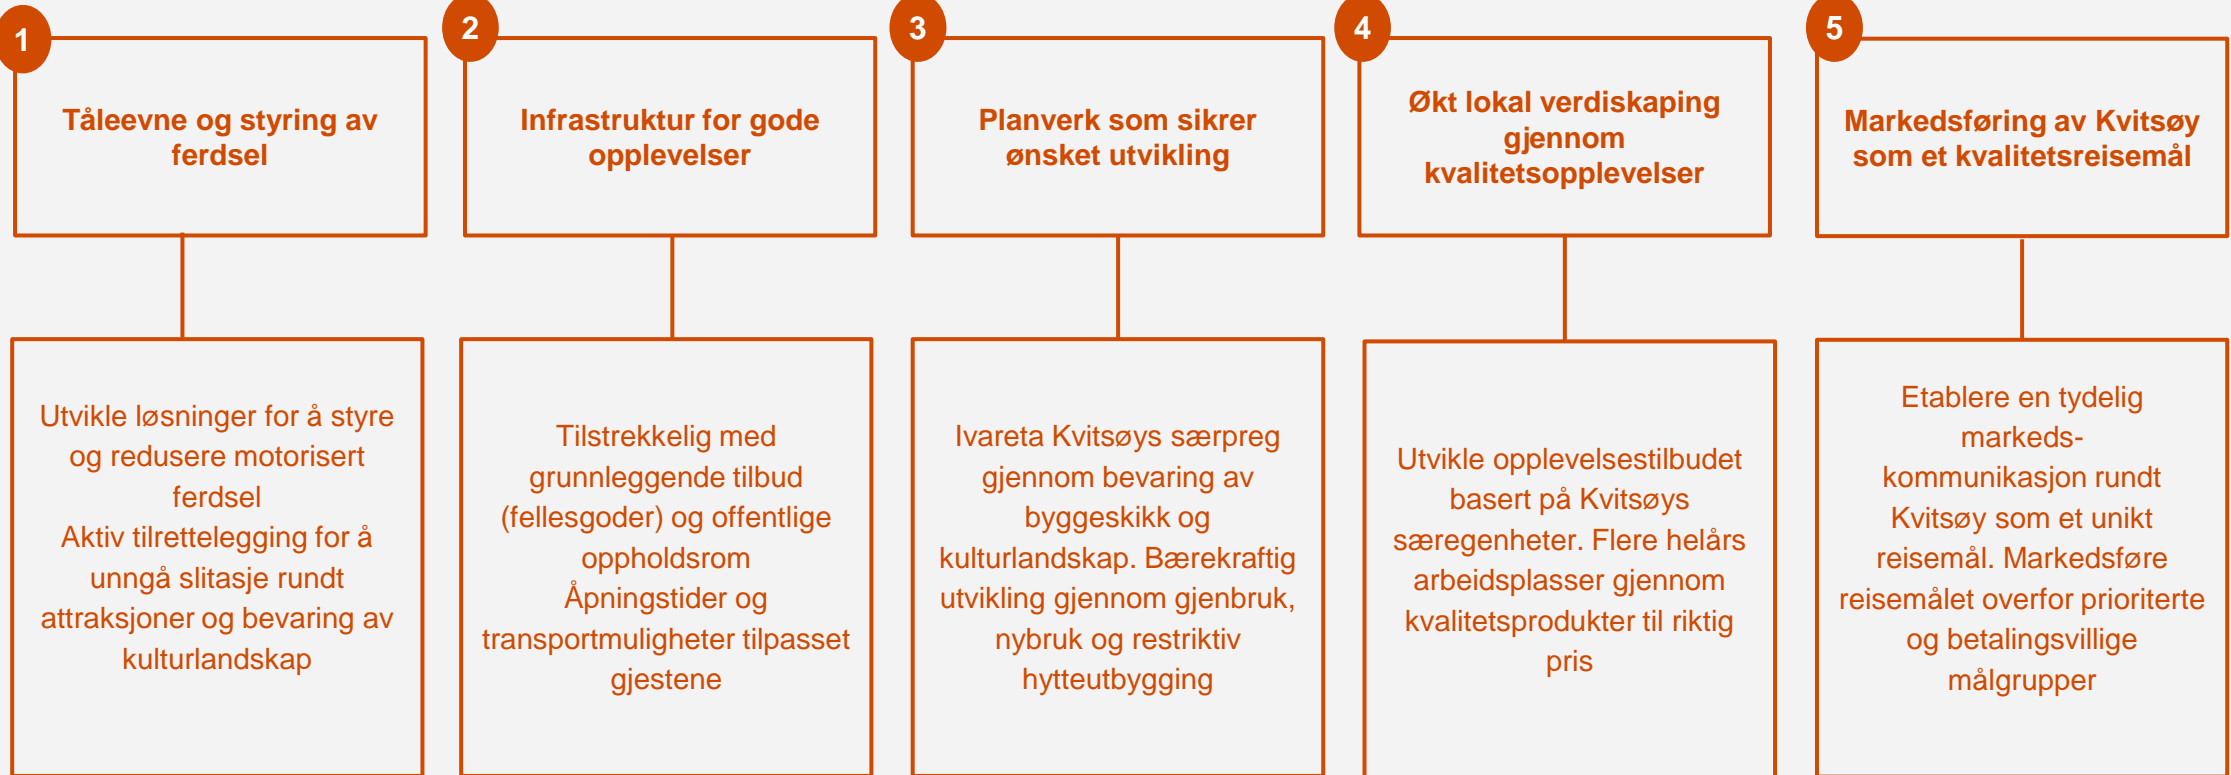 1
Tåleevne og styring av
ferdsel
Utvikle løsninger for å styre
og redusere motorisert
ferdsel
Aktiv tilrettelegging for å
unngå slitasje rundt
attraksjoner og bevaring av
kulturlandskap
2
Infrastruktur for gode
opplevelser
Tilstrekkelig med
grunnleggende tilbud
(fellesgoder) og offentlige
oppholdsrom
Åpningstider og
transportmuligheter tilpasset
gjestene
3
Planverk som sikrer
ønsket utvikling
Ivareta Kvitsøys særpreg
gjennom bevaring av
byggeskikk og
kulturlandskap. Bærekraftig
utvikling gjennom gjenbruk,
nybruk og restriktiv
hytteutbygging
4
Økt lokal verdiskaping
gjennom
kvalitetsopplevelser
Utvikle opplevelsestilbudet
basert på Kvitsøys
særegenheter. Flere helårs
arbeidsplasser gjennom
kvalitetsprodukter til riktig
pris
5
Markedsføring av Kvitsøy
som et kvalitetsreisemål
Etablere en tydelig
markeds-
kommunikasjon rundt
Kvitsøy som et unikt
reisemål. Markedsføre
reisemålet overfor prioriterte
og betalingsvillige
målgrupper